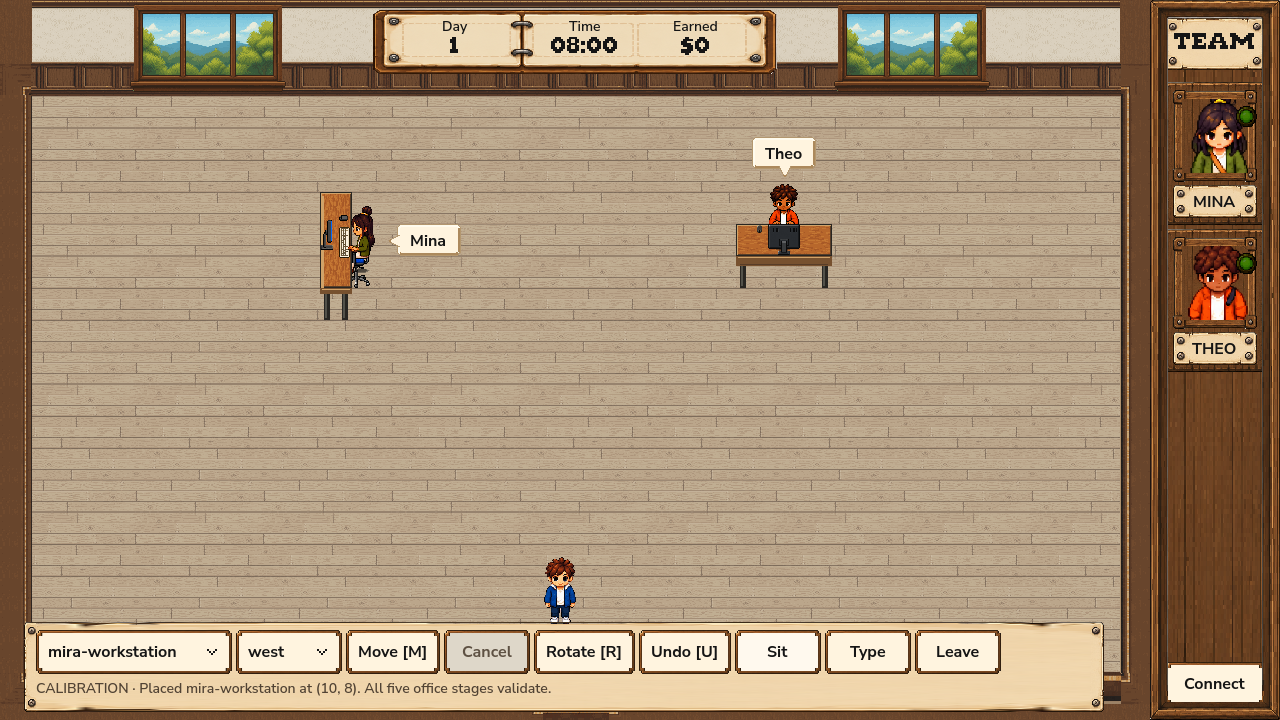 Day
1
Time
08:00
Earned
$0
TEAM
MINA
THEO
Theo
Mina
mira-workstation
west
Move [M]
Cancel
Rotate [R]
Undo [U]
Sit
Type
Leave
CALIBRATION · Placed mira-workstation at (10, 8). All five office stages validate.
Connect